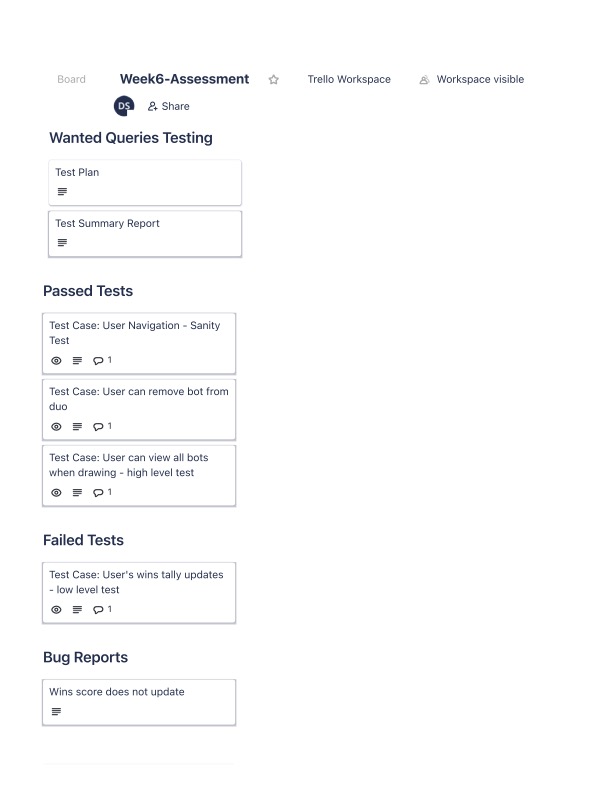 Board Week6-Assessment Trello Workspace Workspace visible
DS Share
Wanted Queries Testing
Test Plan
Test Summary Report
Passed Tests
Test Case: User Navigation - Sanity
Test
1
Test Case: User can remove bot from
duo
1
Test Case: User can view all bots
when drawing - high level test
1
Failed Tests
Test Case: User's wins tally updates
- low level test
1
Bug Reports
Wins score does not update